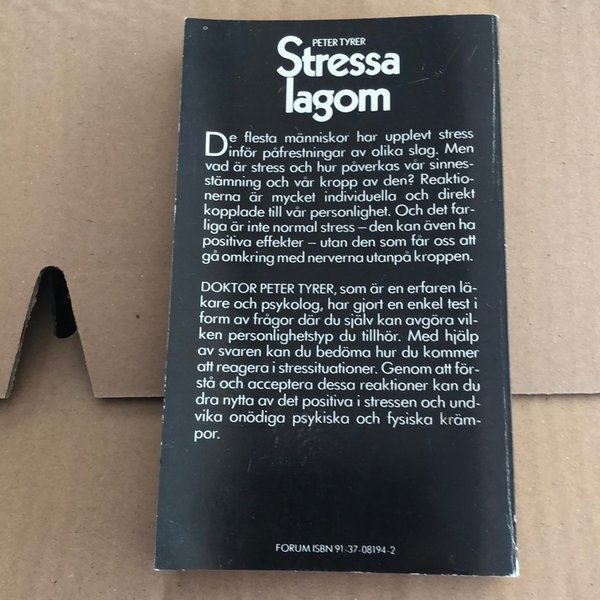 PETER TYRER
Stressa
lagom
De flesta människor har upplevt stress
inför påfrestningar av olika slag. Men
vad är stress och hur påverkas vår sinnes-
stämning och vår kropp av den? Reaktio-
nerna är mycket individuella och direkt
kopplade till vår personlighet. Och det far-
liga är inte normal stress – den kan även ha
positiva effekter – utan den som får oss att
gå omkring med nerverna utanpå kroppen.
DOKTOR PETER TYRER, som är en erfaren lä-
kare och psykolog, har gjort en enkel test i
form av frågor där du själv kan avgöra vil-
ken personlighetstyp du tillhör. Med hjälp
av svaren kan du bedöma hur du kommer
att reagera i stressituationer. Genom att för-
stå och acceptera dessa reaktioner kan du
dra nytta av det positiva i stressen och und-
vika onödiga psykiska och fysiska kräm-
por.
FORUM ISBN 91-37-08194-2